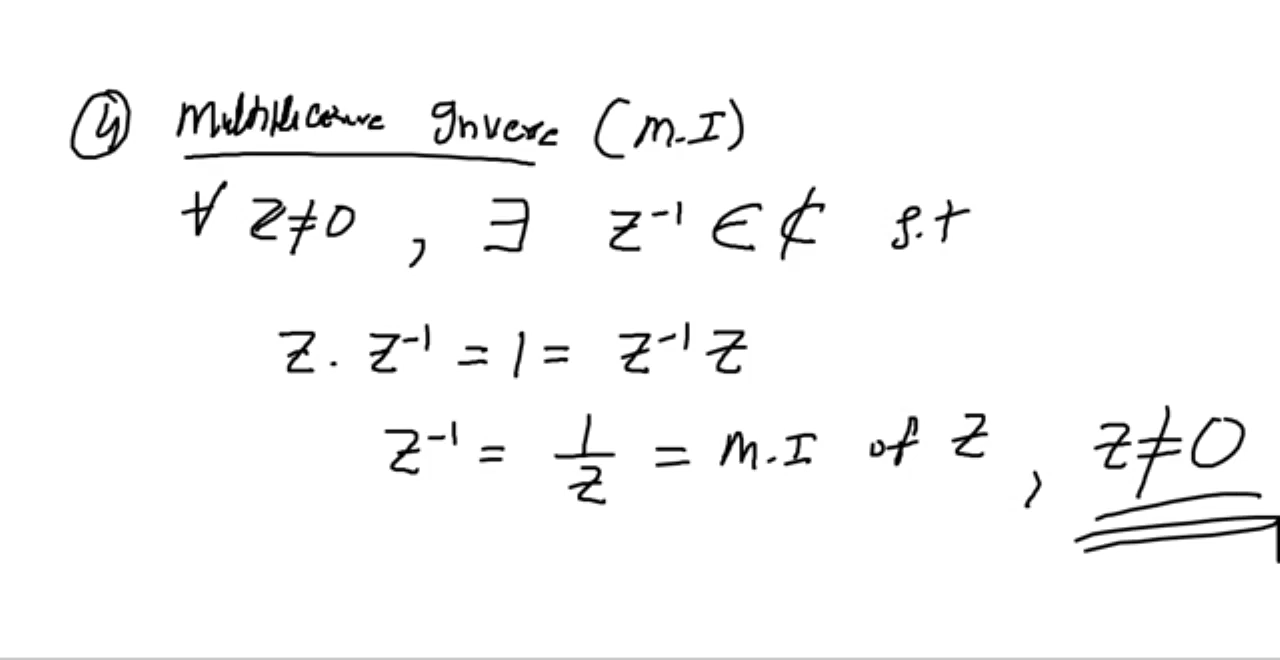 ④ Multiplicative Inverse (M.I)
∀ z≠0 , ∃ z⁻¹ ∈ ₵ s.t
z . z⁻¹ = 1 = z⁻¹ z
z⁻¹ = 1/z = M.I of z , z≠0